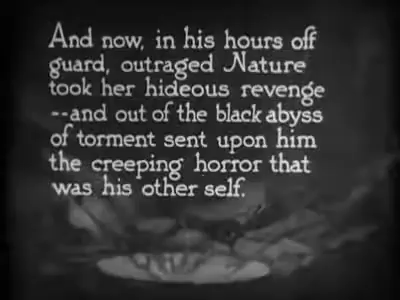 And now, in his hours off
guard, outraged Nature
took her hideous revenge
--and out of the black abyss
of torment sent upon him
the creeping horror that
was his other self.